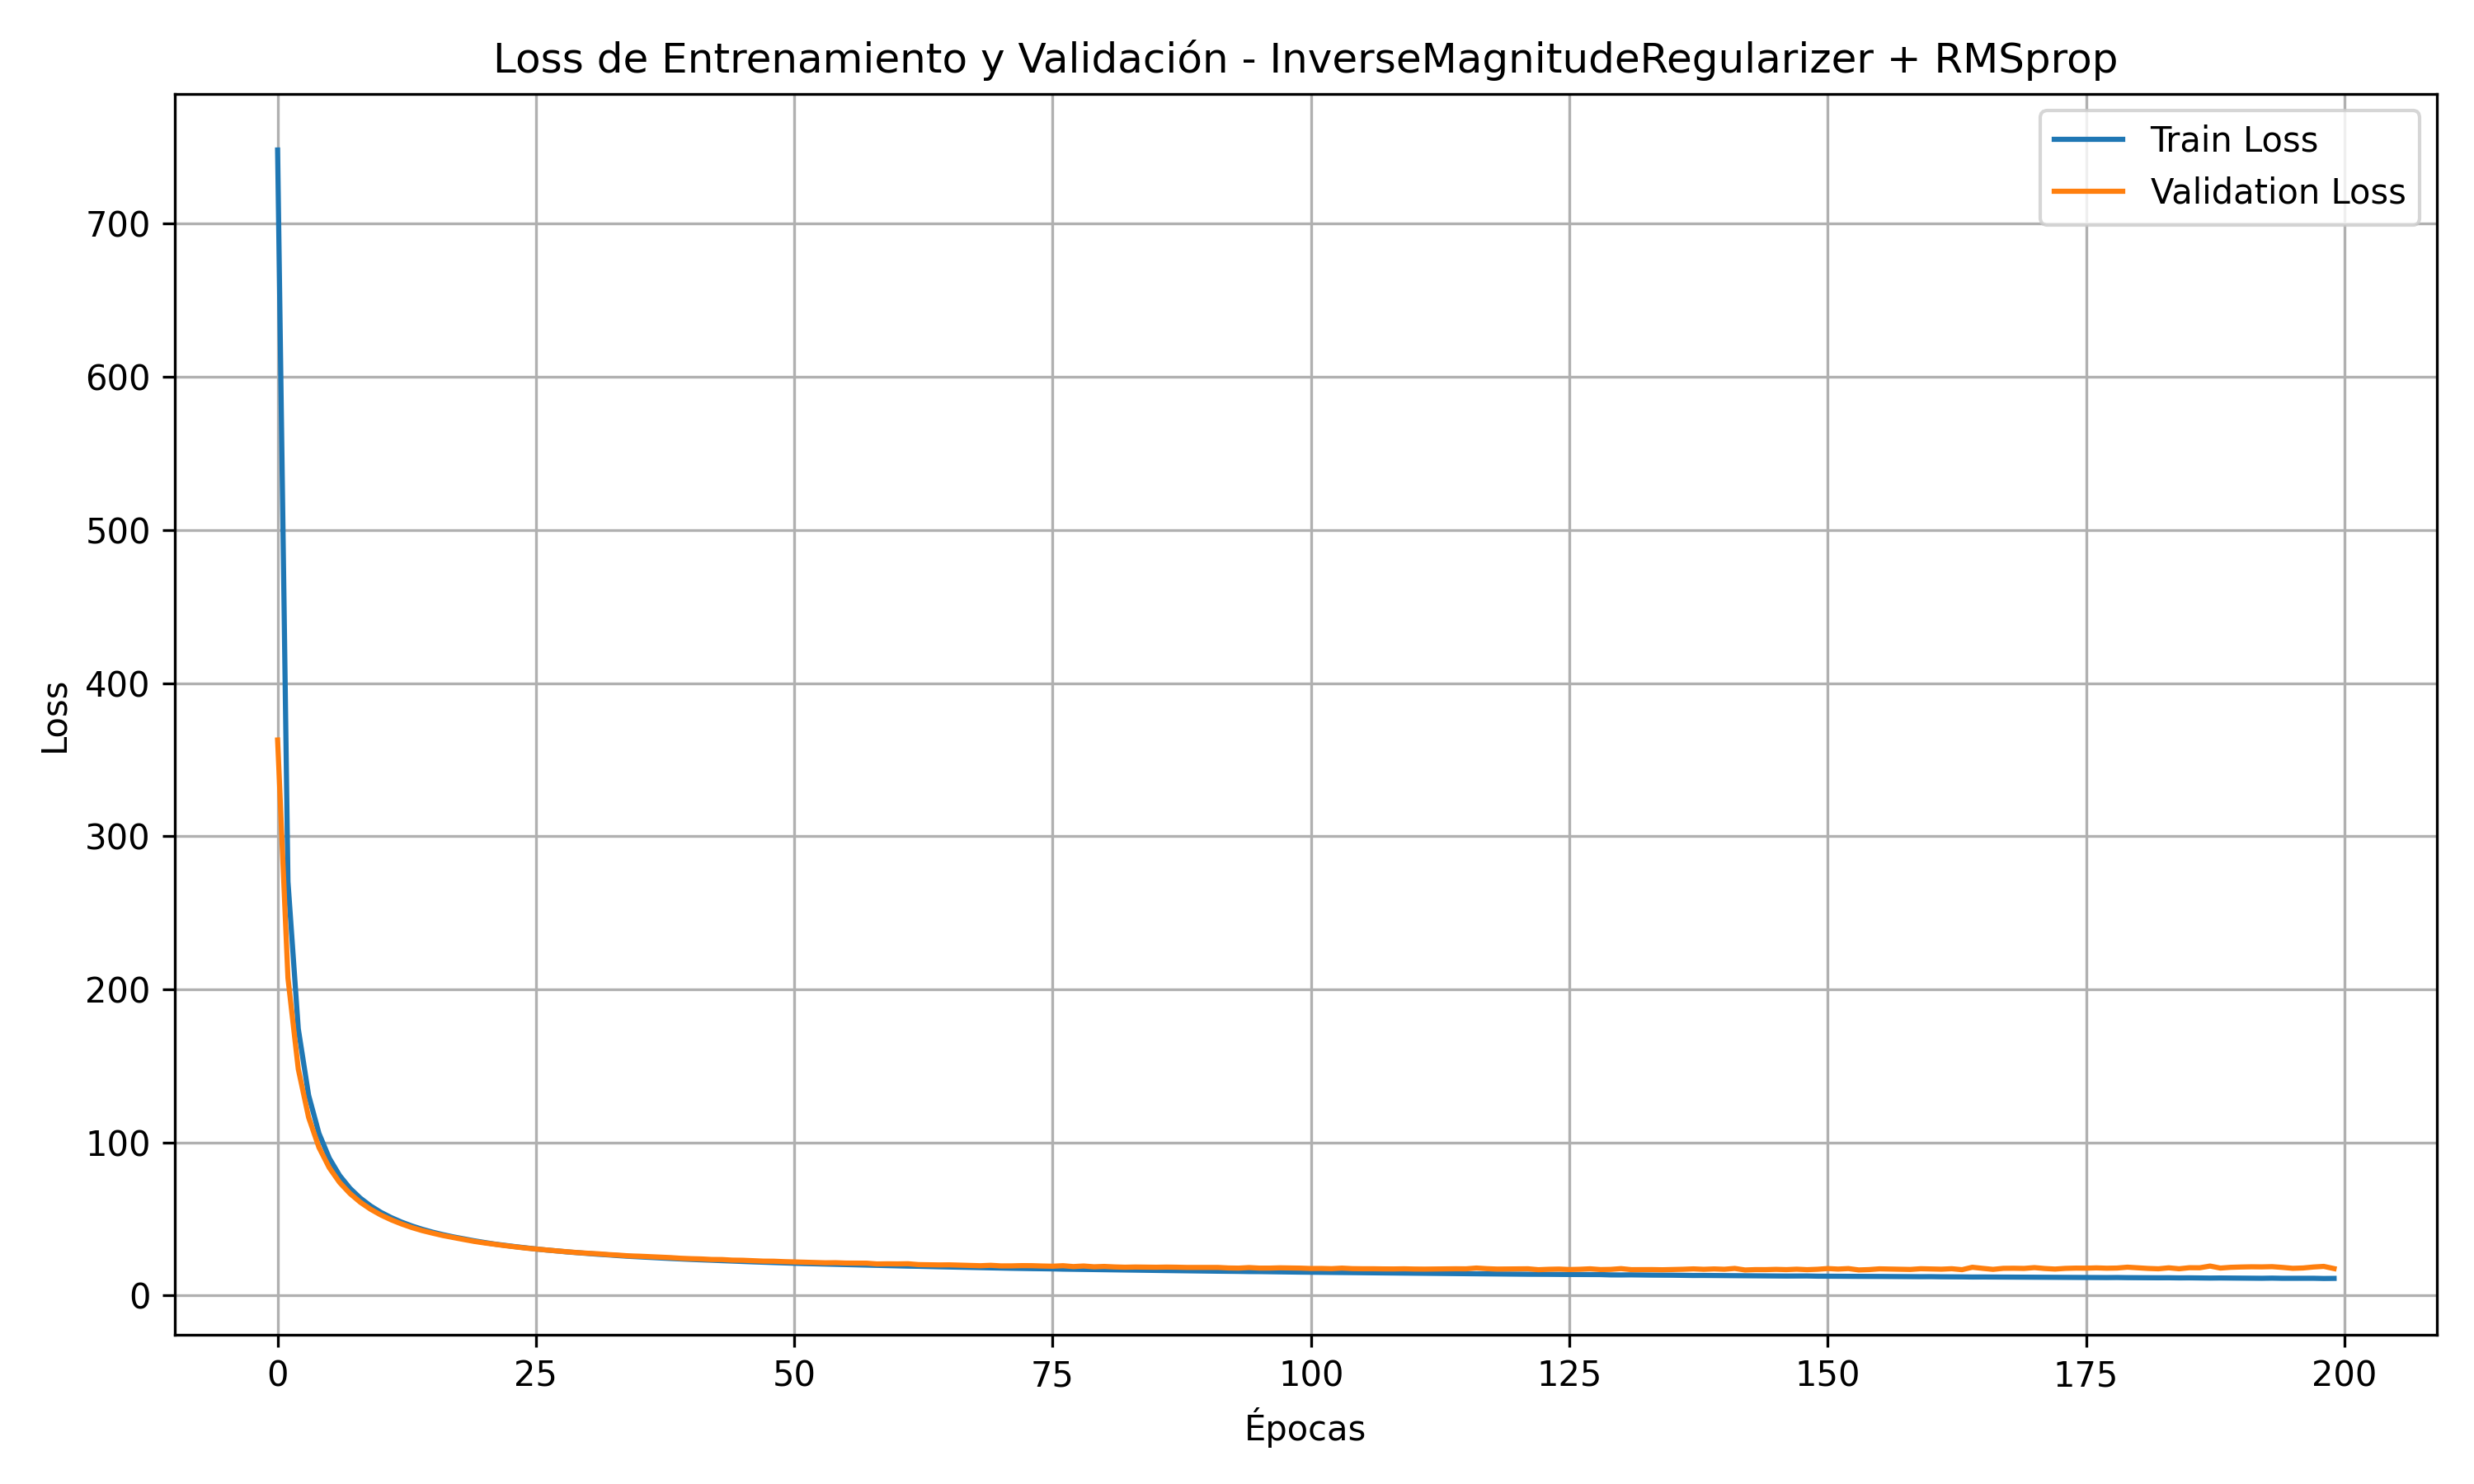 Loss de Entrenamiento y Validación - InverseMagnitudeRegularizer + RMSprop
Train Loss
Validation Loss
700
600
500
400
300
200
100
0
Loss
0 25 50 75 100 125 150 175 200
Épocas